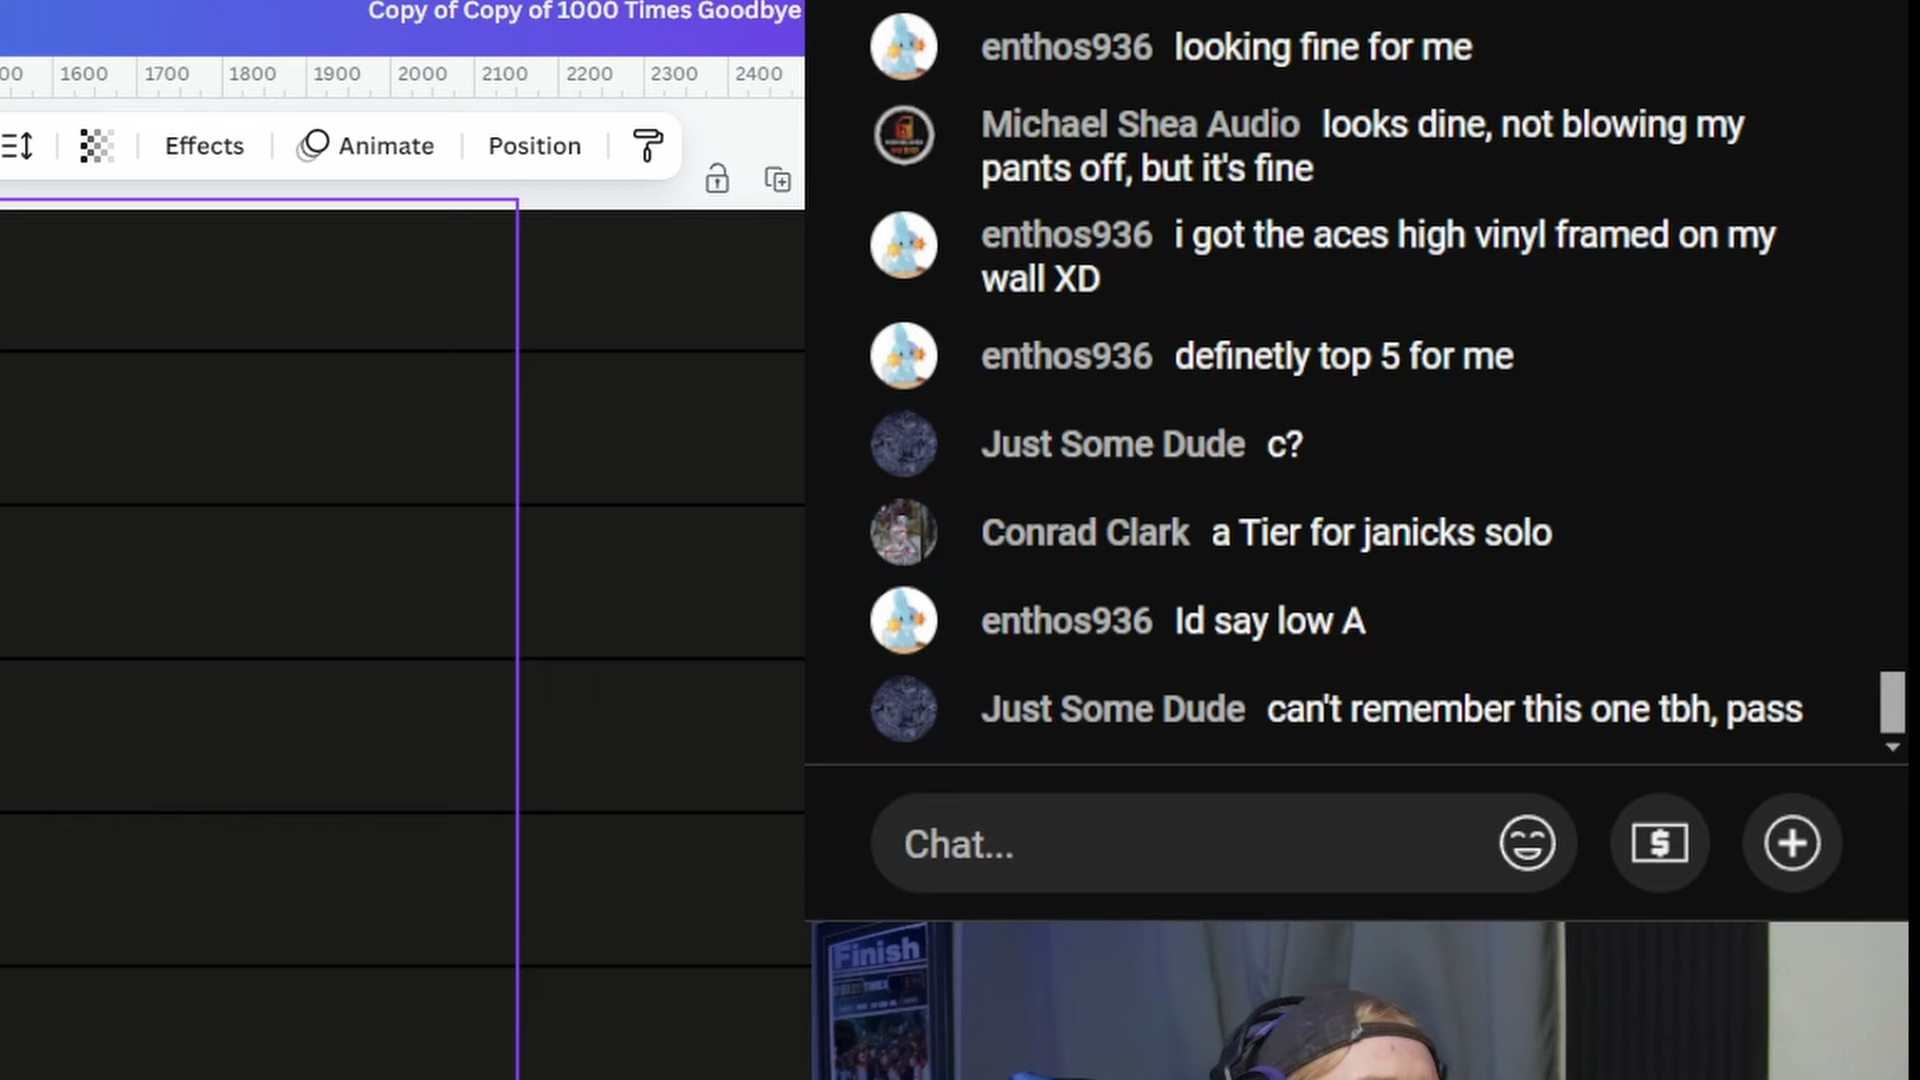 Copy of Copy of 1000 Times Goodbye
00 1600 1700 1800 1900 2000 2100 2200 2300 2400
Effects Animate Position
enthos936 looking fine for me
Michael Shea Audio looks dine, not blowing my
pants off, but it's fine
enthos936 i got the aces high vinyl framed on my
wall XD
enthos936 definetly top 5 for me
Just Some Dude c?
Conrad Clark a Tier for janicks solo
enthos936 Id say low A
Just Some Dude can't remember this one tbh, pass
Chat...
Finish